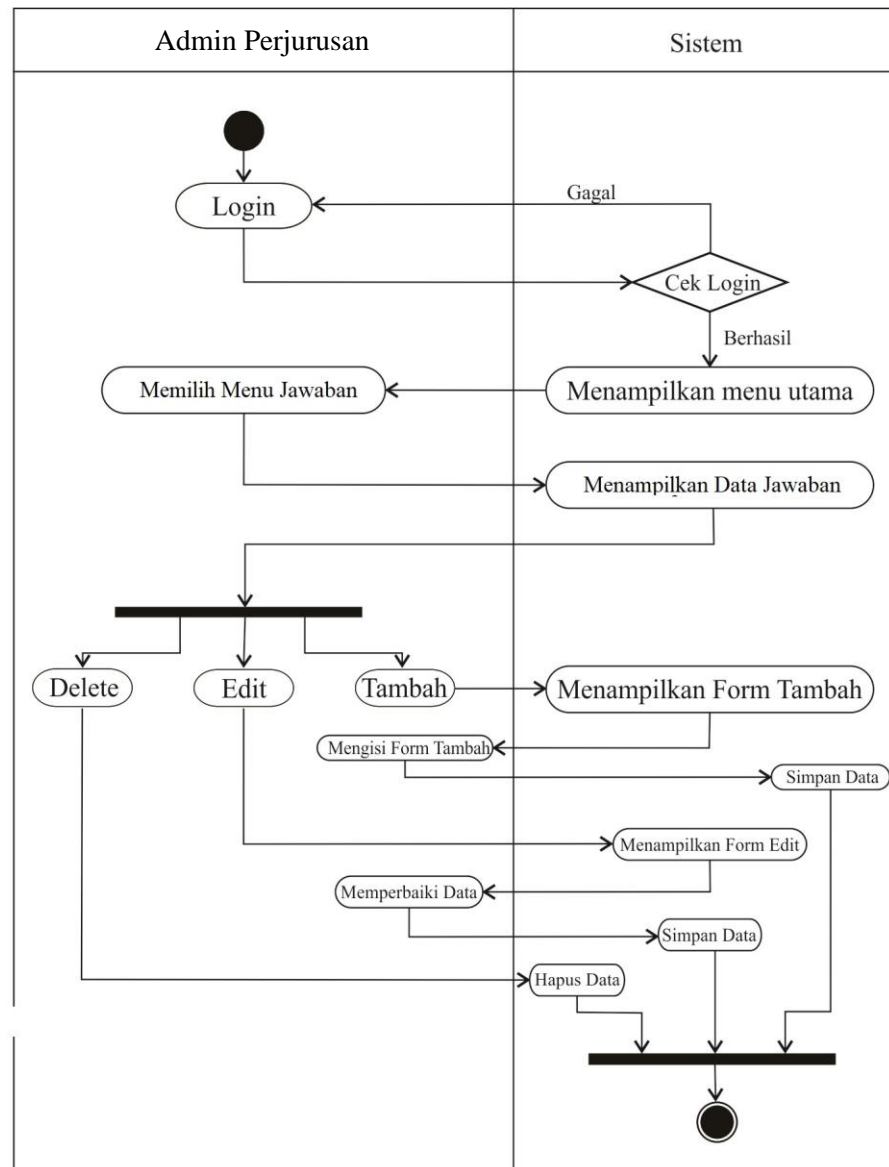 Admin Perjurusan
Sistem
Login
Gagal
Cek Login
Berhasil
Memilih Menu Jawaban
Menampilkan menu utama
Menampilkan Data Jawaban
Delete
Edit
Tambah
Menampilkan Form Tambah
Mengisi Form Tambah
Simpan Data
Menampilkan Form Edit
Memperbaiki Data
Simpan Data
Hapus Data